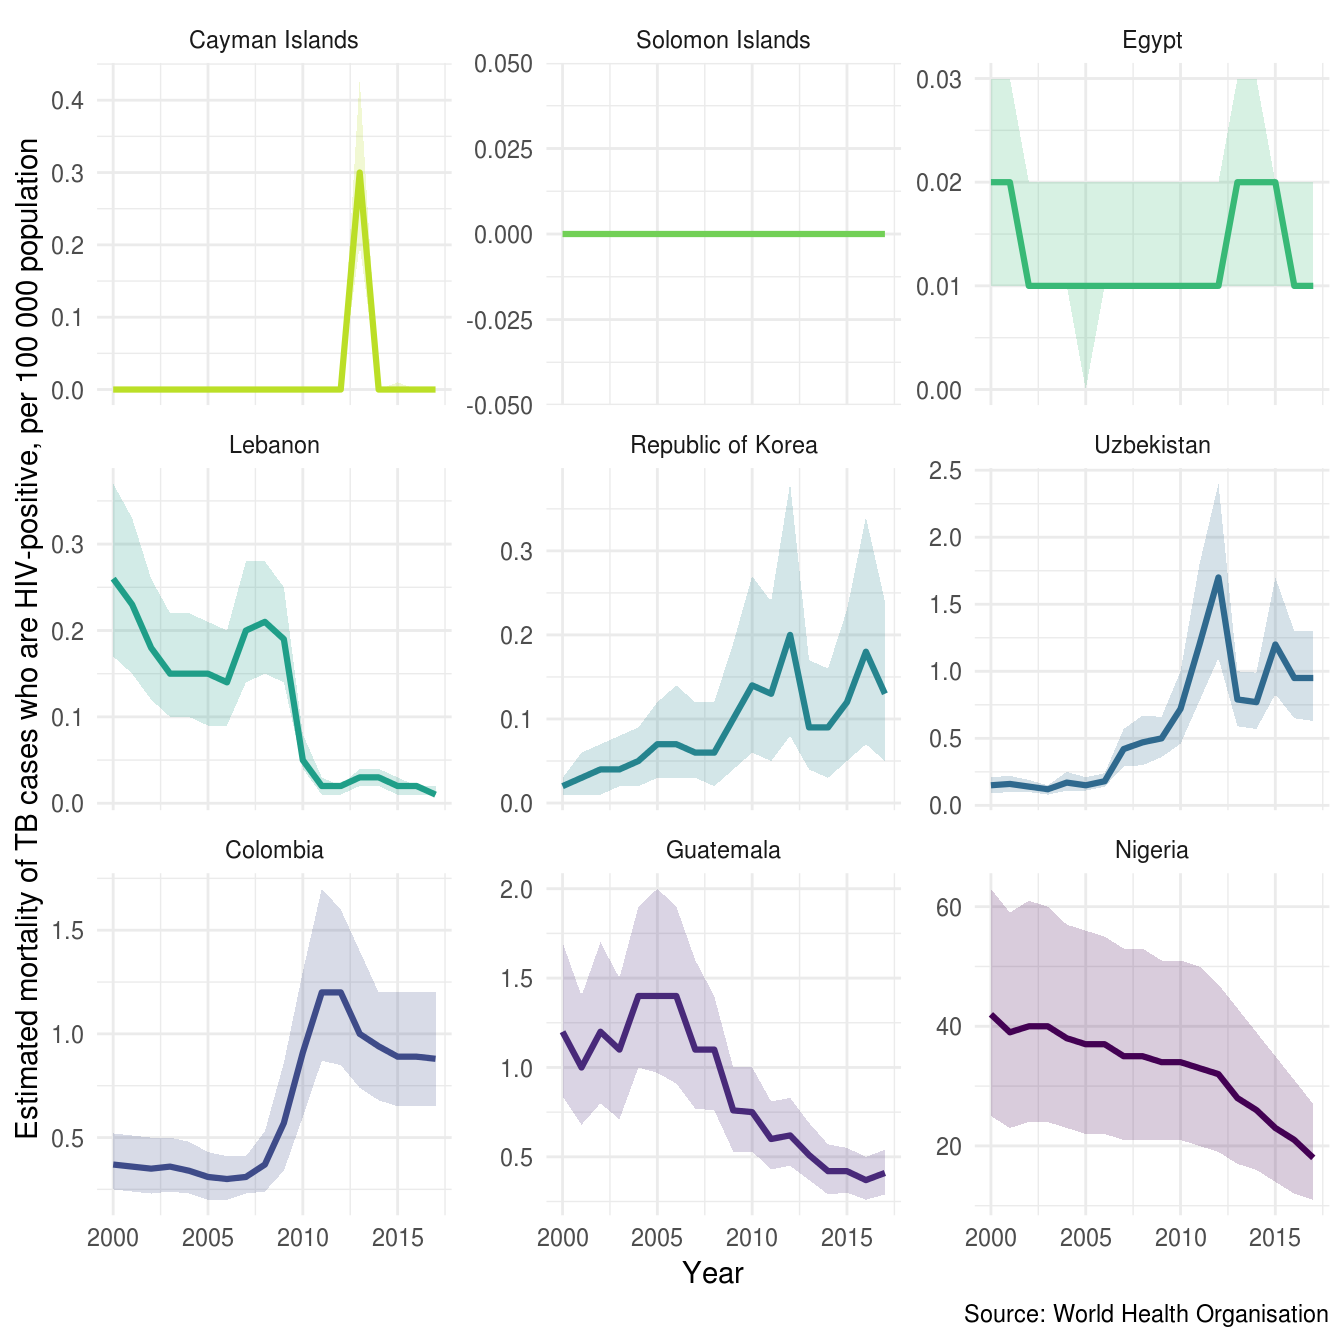 Cayman Islands
Solomon Islands
Egypt
0.4
0.3
0.2
0.1
0.0
0.050
0.025
0.000
-0.025
-0.050
0.03
0.02
0.01
0.00
Lebanon
Republic of Korea
Uzbekistan
0.3
0.2
0.1
0.0
0.3
0.2
0.1
0.0
2.5
2.0
1.5
1.0
0.5
0.0
Colombia
Guatemala
Nigeria
1.5
1.0
0.5
2.0
1.5
1.0
0.5
60
40
20
2000 2005 2010 2015
2000 2005 2010 2015
2000 2005 2010 2015
Estimated mortality of TB cases who are HIV-positive, per 100 000 population
Year
Source: World Health Organisation